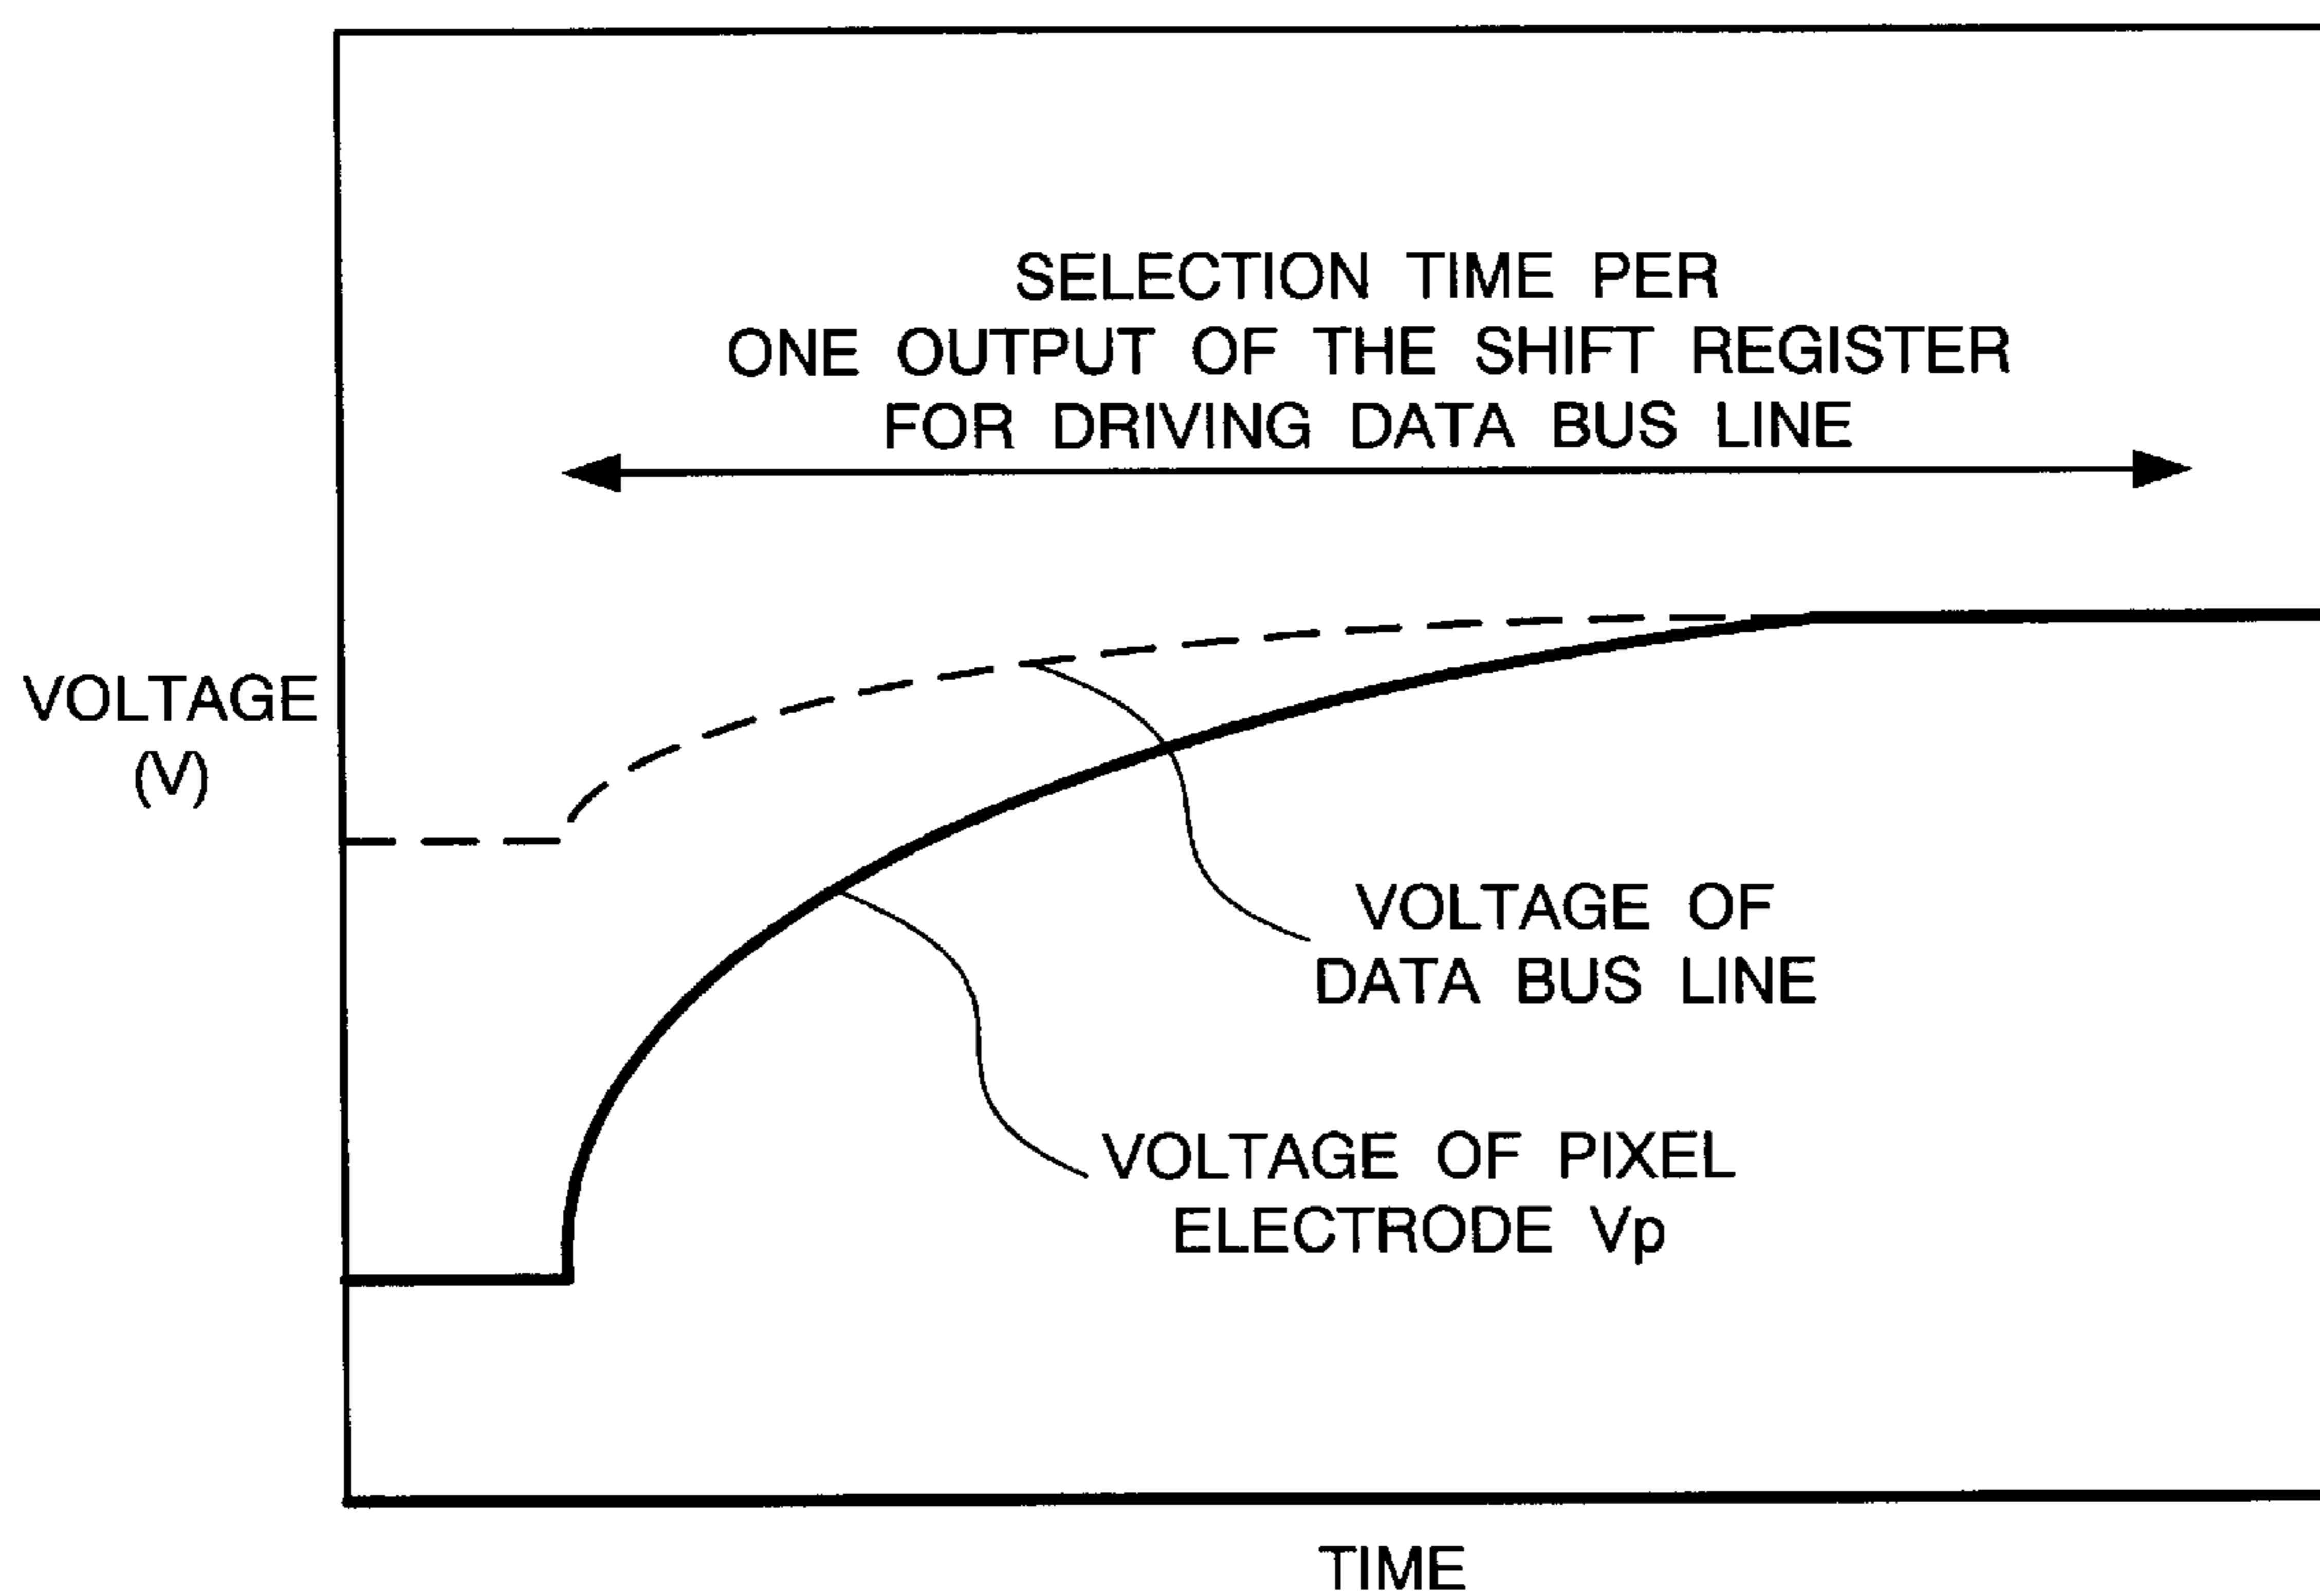 SELECTION TIME PER
ONE OUTPUT OF THE SHIFT REGISTER
FOR DRIVING DATA BUS LINE
VOLTAGE
(V)
VOLTAGE OF
DATA BUS LINE
VOLTAGE OF PIXEL
ELECTRODE Vp
TIME